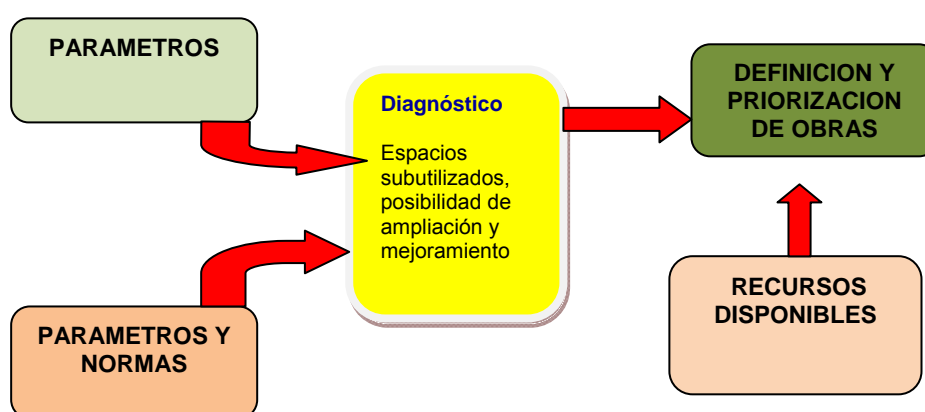 PARAMETROS
Diagnóstico
Espacios
subutilizados,
posibilidad de
ampliación y
mejoramiento
DEFINICION Y
PRIORIZACION
DE OBRAS
PARAMETROS Y
NORMAS
RECURSOS
DISPONIBLES